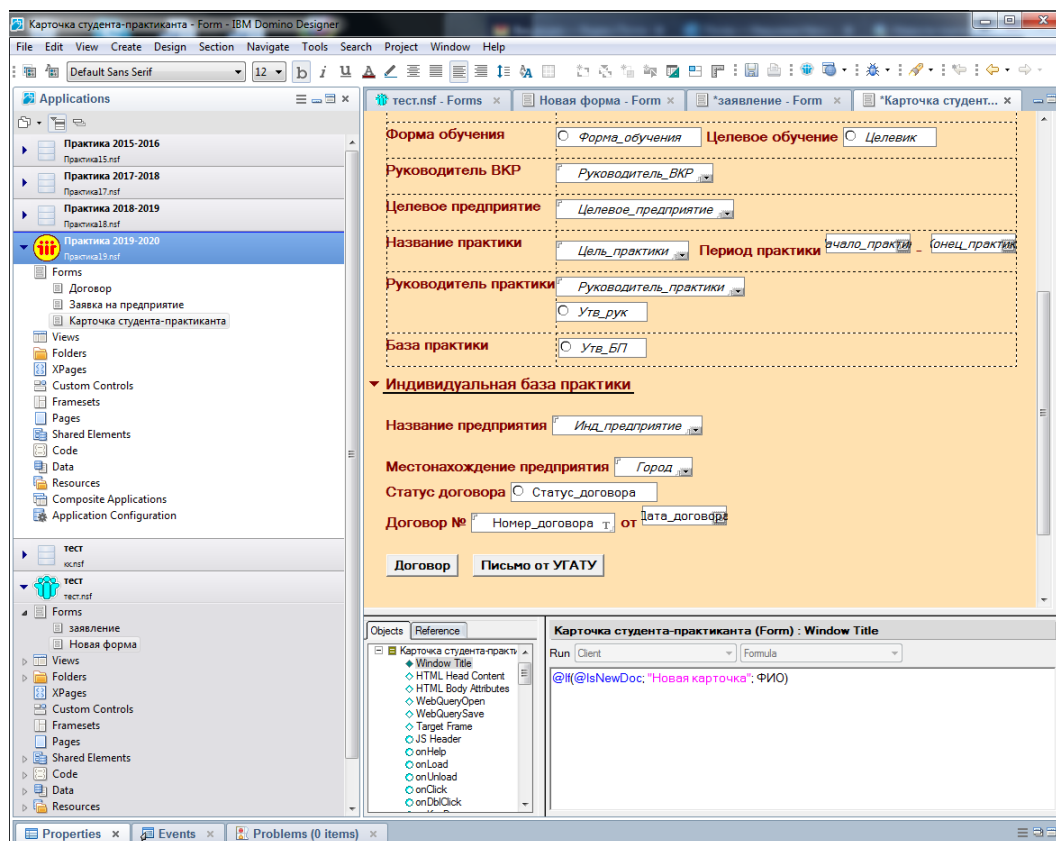 Карточка студента-практиканта - Form - IBM Domino Designer
File Edit View Create Design Section Navigate Tools Search Project Window Help
Default Sans Serif 12 b i U A
Applications
Практика 2015-2016
Практика15.nsf
Практика 2017-2018
Практика17.nsf
Практика 2018-2019
Практика18.nsf
Практика 2019-2020
Практика19.nsf
Forms
Договор
Заявка на предприятие
Карточка студента-практиканта
Views
Folders
XPages
Custom Controls
Framesets
Pages
Shared Elements
Code
Data
Resources
Composite Applications
Application Configuration
тест
юс.nsf
тест
тест.nsf
Forms
заявление
Новая форма
Views
Folders
XPages
Custom Controls
Framesets
Pages
Shared Elements
Code
Data
Resources
тест.nsf - Forms Новая форма - Form *заявление - Form *Карточка студент...
Форма обучения Форма_обучения Целевое обучение Целевик
Руководитель ВКР Руководитель_ВКР
Целевое предприятие Целевое_предприятие
Название практики Цель_практики Период практики ачало_практи - Конец_практик
Руководитель практики Руководитель_практики
Утв_рук
База практики Утв_БП
Индивидуальная база практики
Название предприятия Инд_предприятие
Местонахождение предприятия Город
Статус договора Статус_договора
Договор № Номер_договора T от Дата_договора
Договор Письмо от УГАТУ
Objects Reference
Карточка студента-практи
Window Title
HTML Head Content
HTML Body Attributes
WebQueryOpen
WebQuerySave
Target Frame
JS Header
onHelp
onLoad
onUnload
onClick
onDblClick
Карточка студента-практиканта (Form) : Window Title
Run Client Formula
@If(@IsNewDoc; "Новая карточка"; ФИО)
Properties Events Problems (0 items)